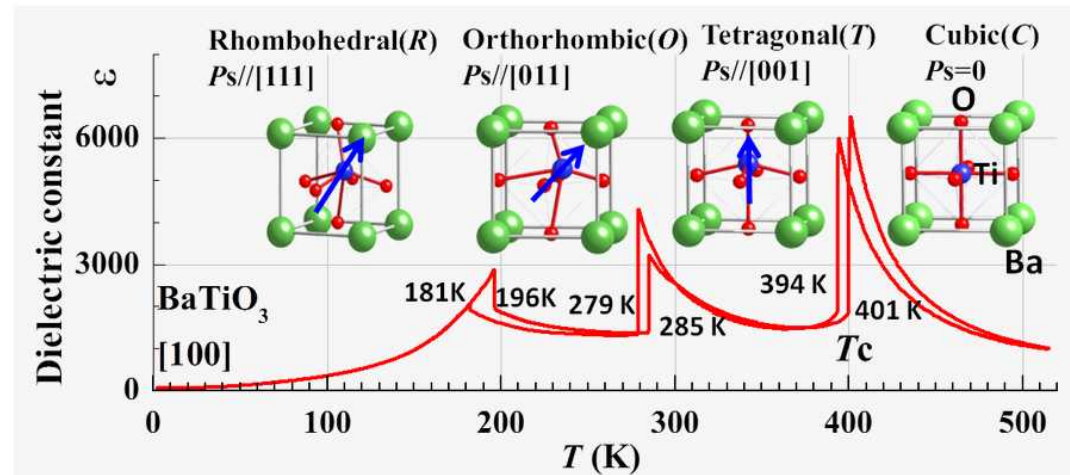 Rhombohedral(R)
Ps//[111]
Orthorhombic(O)
Ps//[011]
Tetragonal(T)
Ps//[001]
Cubic(C)
Ps=0
O
Ti
Ba
Dielectric constant ε
6000
3000
0
181K
196K
279 K
285 K
394 K
401 K
Tc
BaTiO₃
[100]
0
100
200
300
400
500
T (K)